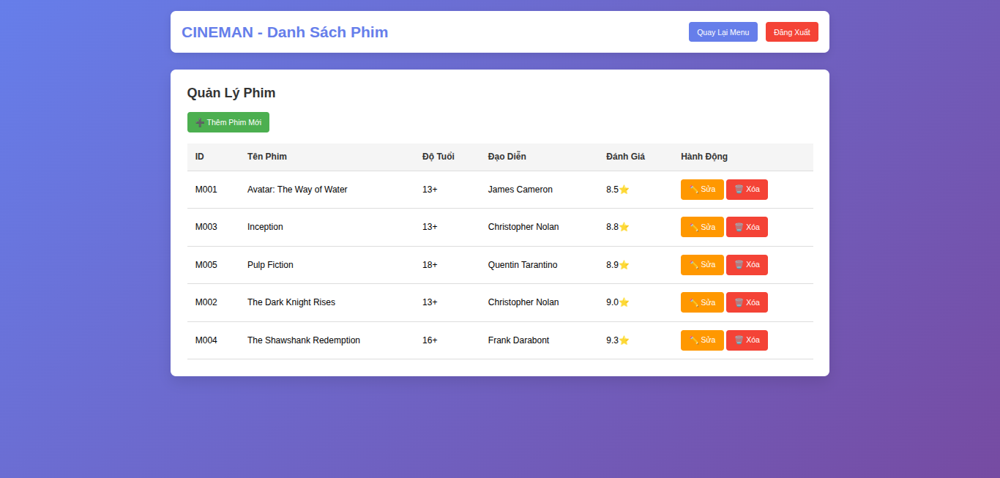 CINEMAN - Danh Sách Phim
Quay Lại Menu
Đăng Xuất
Quản Lý Phim
➕ Thêm Phim Mới
ID Tên Phim Độ Tuổi Đạo Diễn Đánh Giá Hành Động
M001 Avatar: The Way of Water 13+ James Cameron 8.5⭐ ✏️ Sửa 🗑️ Xóa
M003 Inception 13+ Christopher Nolan 8.8⭐ ✏️ Sửa 🗑️ Xóa
M005 Pulp Fiction 18+ Quentin Tarantino 8.9⭐ ✏️ Sửa 🗑️ Xóa
M002 The Dark Knight Rises 13+ Christopher Nolan 9.0⭐ ✏️ Sửa 🗑️ Xóa
M004 The Shawshank Redemption 16+ Frank Darabont 9.3⭐ ✏️ Sửa 🗑️ Xóa